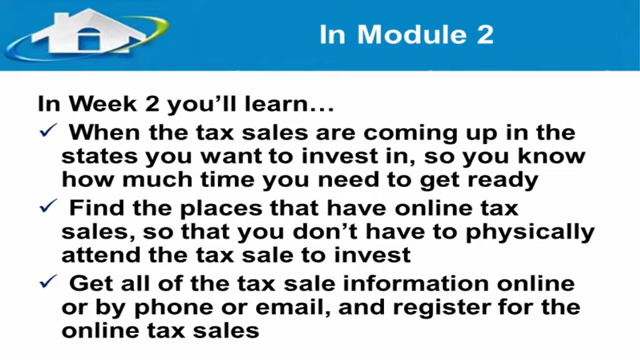 In Module 2
In Week 2 you'll learn...
✓ When the tax sales are coming up in the
states you want to invest in, so you know
how much time you need to get ready
✓ Find the places that have online tax
sales, so that you don't have to physically
attend the tax sale to invest
✓ Get all of the tax sale information online
or by phone or email, and register for the
online tax sales